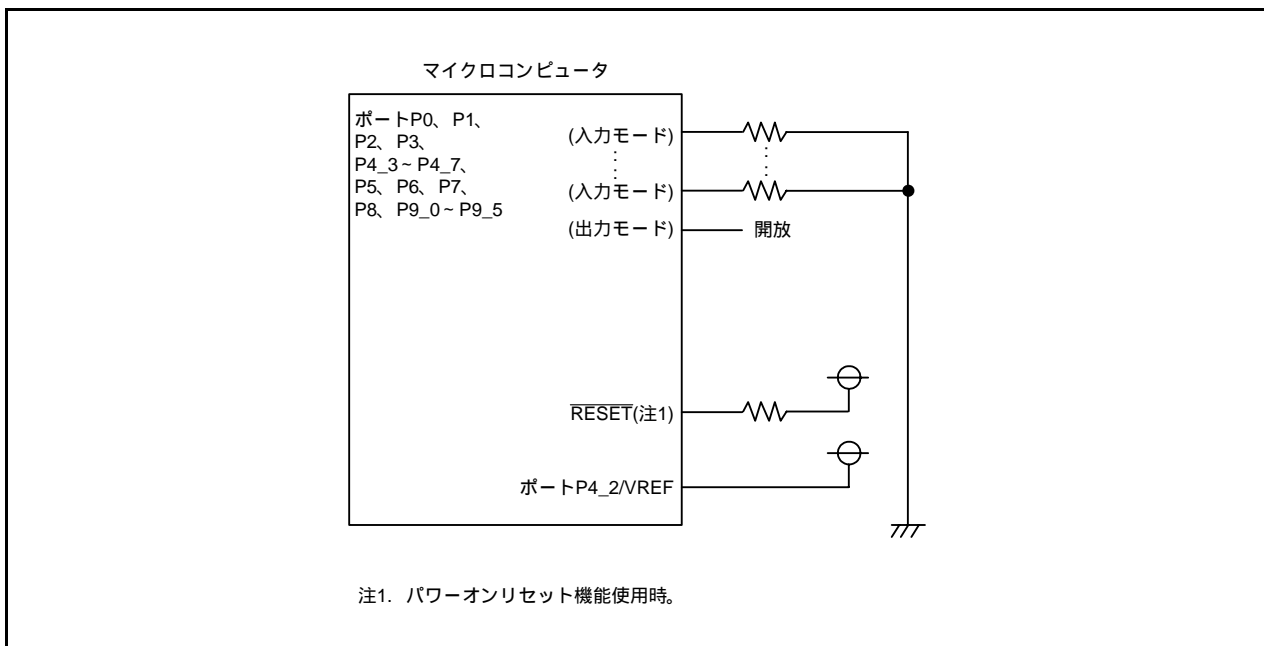 マイクロコンピュータ
ポートP0、P1、
P2、P3、
P4_3~P4_7、
P5、P6、P7、
P8、P9_0~P9_5
(入力モード)
(入力モード)
(出力モード)
開放
RESET(注1)
ポートP4_2/VREF
注1. パワーオンリセット機能使用時。